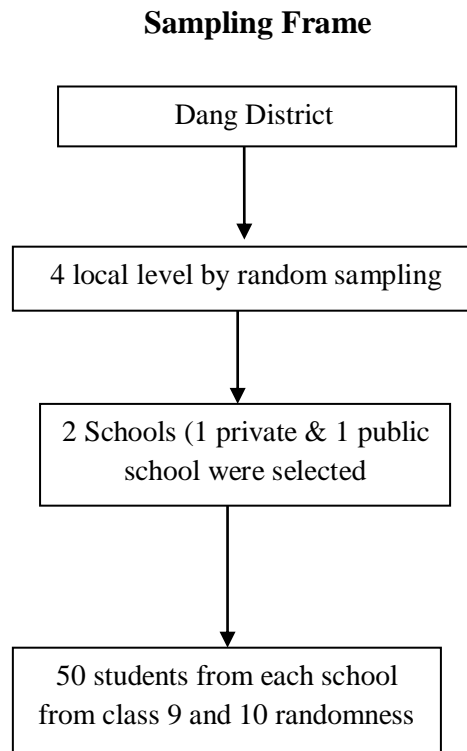 Sampling Frame
Dang District
4 local level by random sampling
2 Schools (1 private & 1 public
school were selected
50 students from each school
from class 9 and 10 randomness